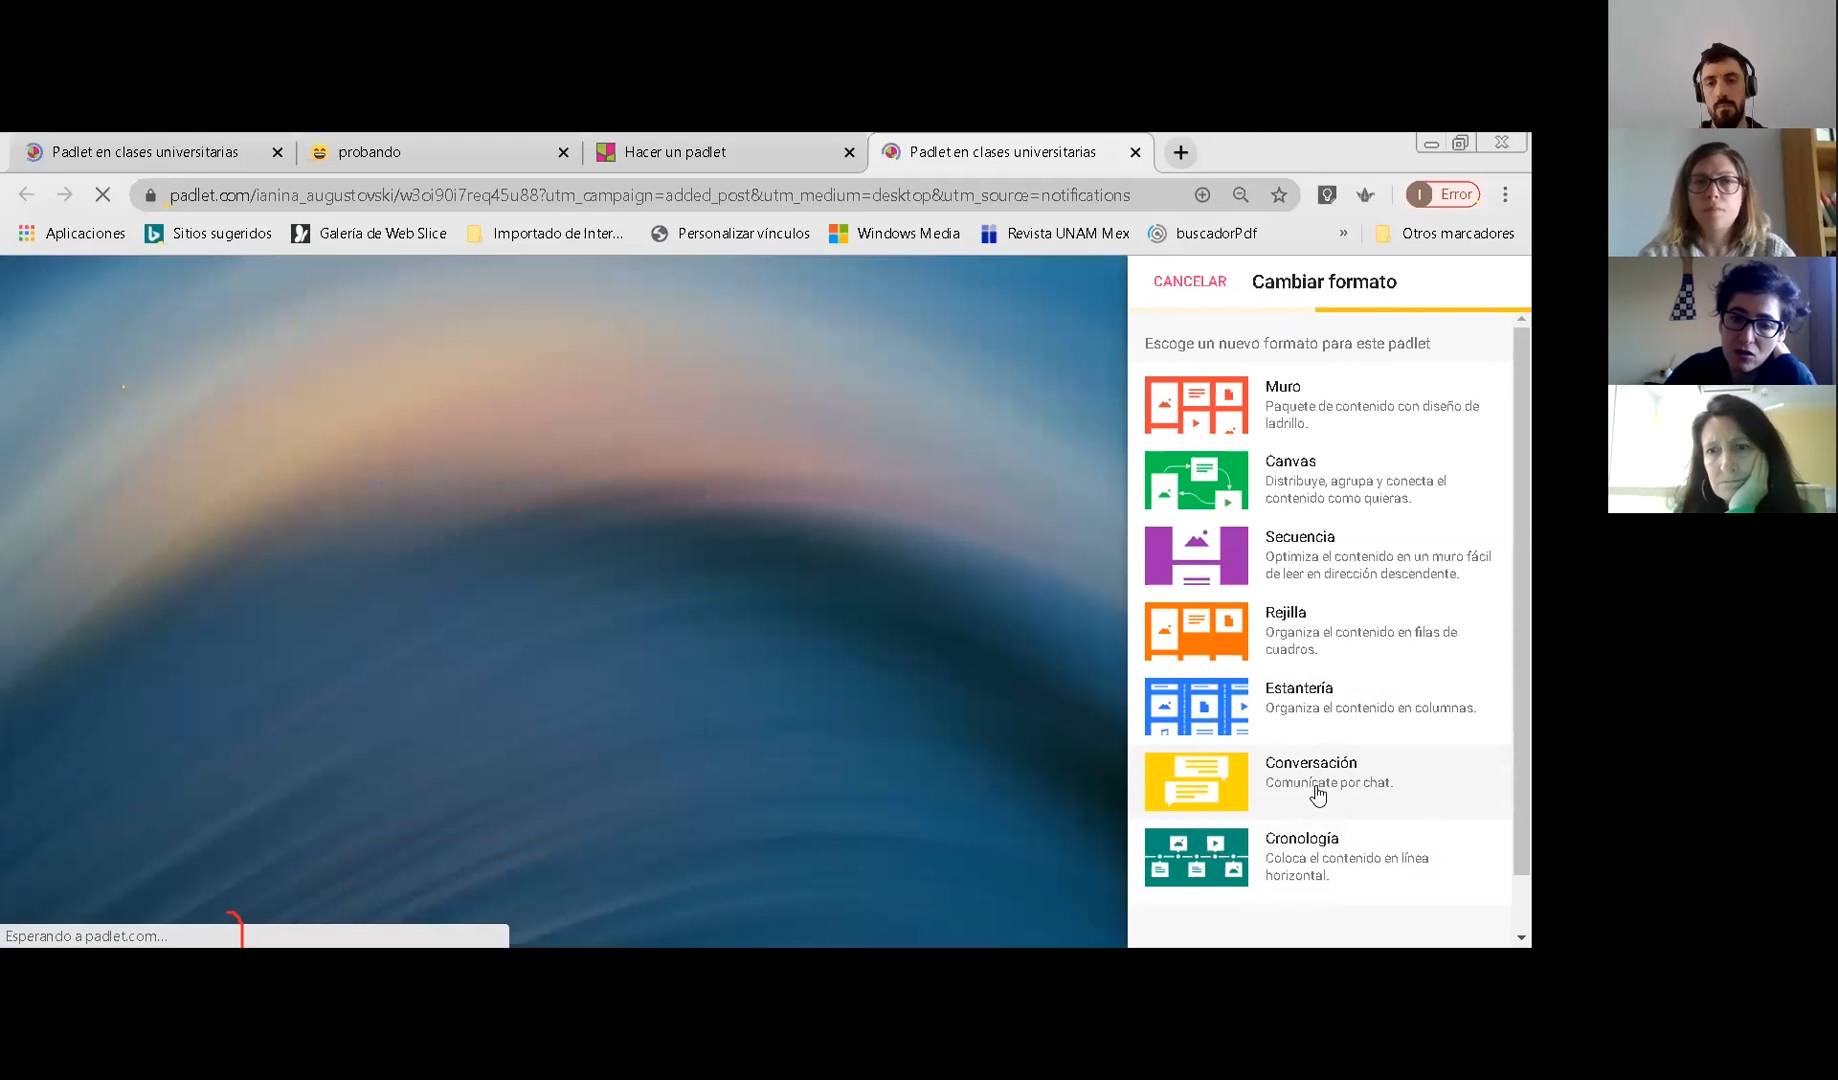 Padlet en clases universitarias
probando
Hacer un padlet
Padlet en clases universitarias
padlet.com/ianina_augustovski/w3oi90i7req45u88?utm_campaign=added_post&utm_medium=desktop&utm_source=notifications
I Error
Aplicaciones
Sitios sugeridos
Galería de Web Slice
Importado de Inter...
Personalizar vínculos
Windows Media
Revista UNAM Mex
buscadorPdf
»
Otros marcadores
CANCELAR
Cambiar formato
Escoge un nuevo formato para este padlet
Muro
Paquete de contenido con diseño de
ladrillo.
Canvas
Distribuye, agrupa y conecta el
contenido como quieras.
Secuencia
Optimiza el contenido en un muro fácil
de leer en dirección descendente.
Rejilla
Organiza el contenido en filas de
cuadros.
Estantería
Organiza el contenido en columnas.
Conversación
Comunícate por chat.
Cronología
Coloca el contenido en línea
horizontal.
Esperando a padlet.com...